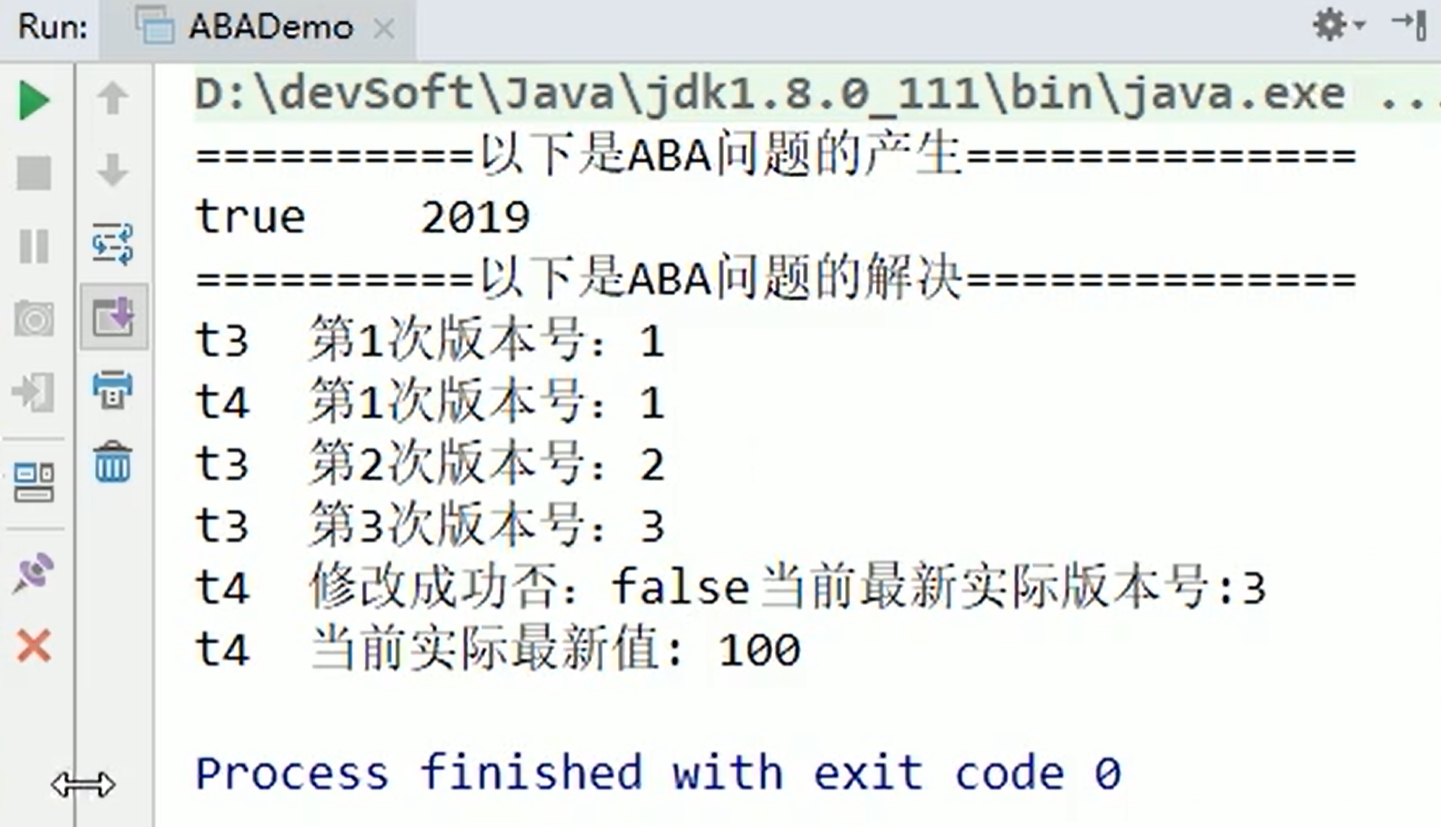 Run: ABADemo
D:\devSoft\Java\jdk1.8.0_111\bin\java.exe ...
==========以下是ABA问题的产生==============
true    2019
==========以下是ABA问题的解决==============
t3  第1次版本号：1
t4  第1次版本号：1
t3  第2次版本号：2
t3  第3次版本号：3
t4  修改成功否：false当前最新实际版本号:3
t4  当前实际最新值：100
Process finished with exit code 0